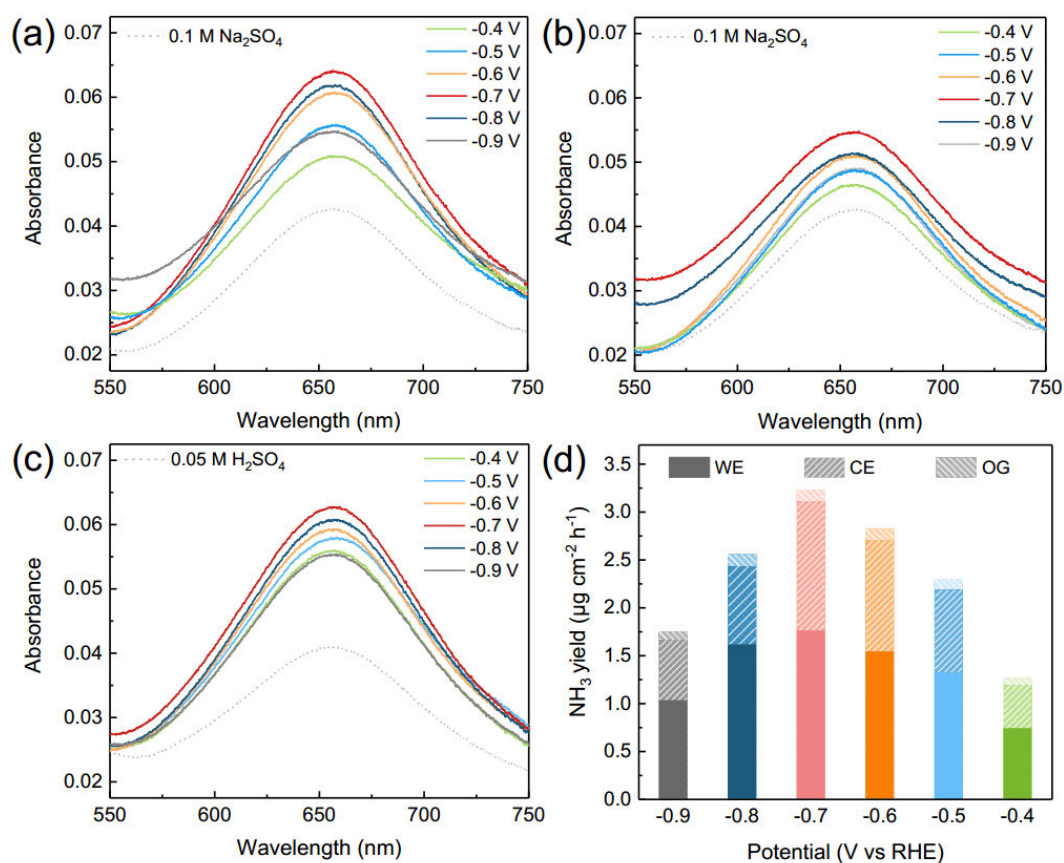 (a)
0.1 M Na₂SO₄
-0.4 V
-0.5 V
-0.6 V
-0.7 V
-0.8 V
-0.9 V
0.07
0.06
0.05
0.04
0.03
0.02
Absorbance
550 600 650 700 750
Wavelength (nm)
(b)
0.1 M Na₂SO₄
-0.4 V
-0.5 V
-0.6 V
-0.7 V
-0.8 V
-0.9 V
0.07
0.06
0.05
0.04
0.03
0.02
Absorbance
550 600 650 700 750
Wavelength (nm)
(c)
0.05 M H₂SO₄
-0.4 V
-0.5 V
-0.6 V
-0.7 V
-0.8 V
-0.9 V
0.07
0.06
0.05
0.04
0.03
0.02
Absorbance
550 600 650 700 750
Wavelength (nm)
(d)
WE CE OG
3.5
3.0
2.5
2.0
1.5
1.0
0.5
0.0
NH₃ yield (μg cm⁻² h⁻¹)
-0.9 -0.8 -0.7 -0.6 -0.5 -0.4
Potential (V vs RHE)